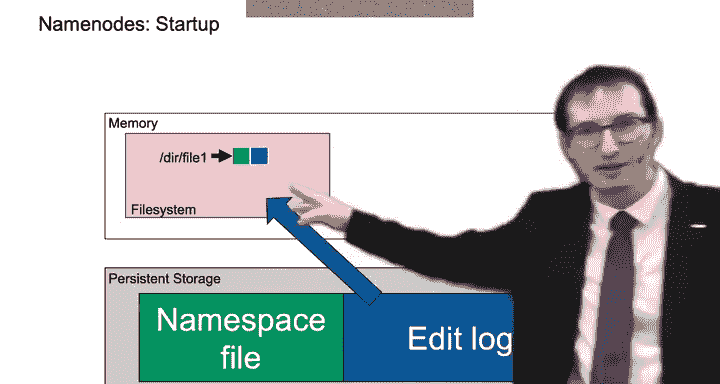 Namenodes: Startup
Memory
/dir/file1
Filesystem
Persistent Storage
Namespace
file
Edit log